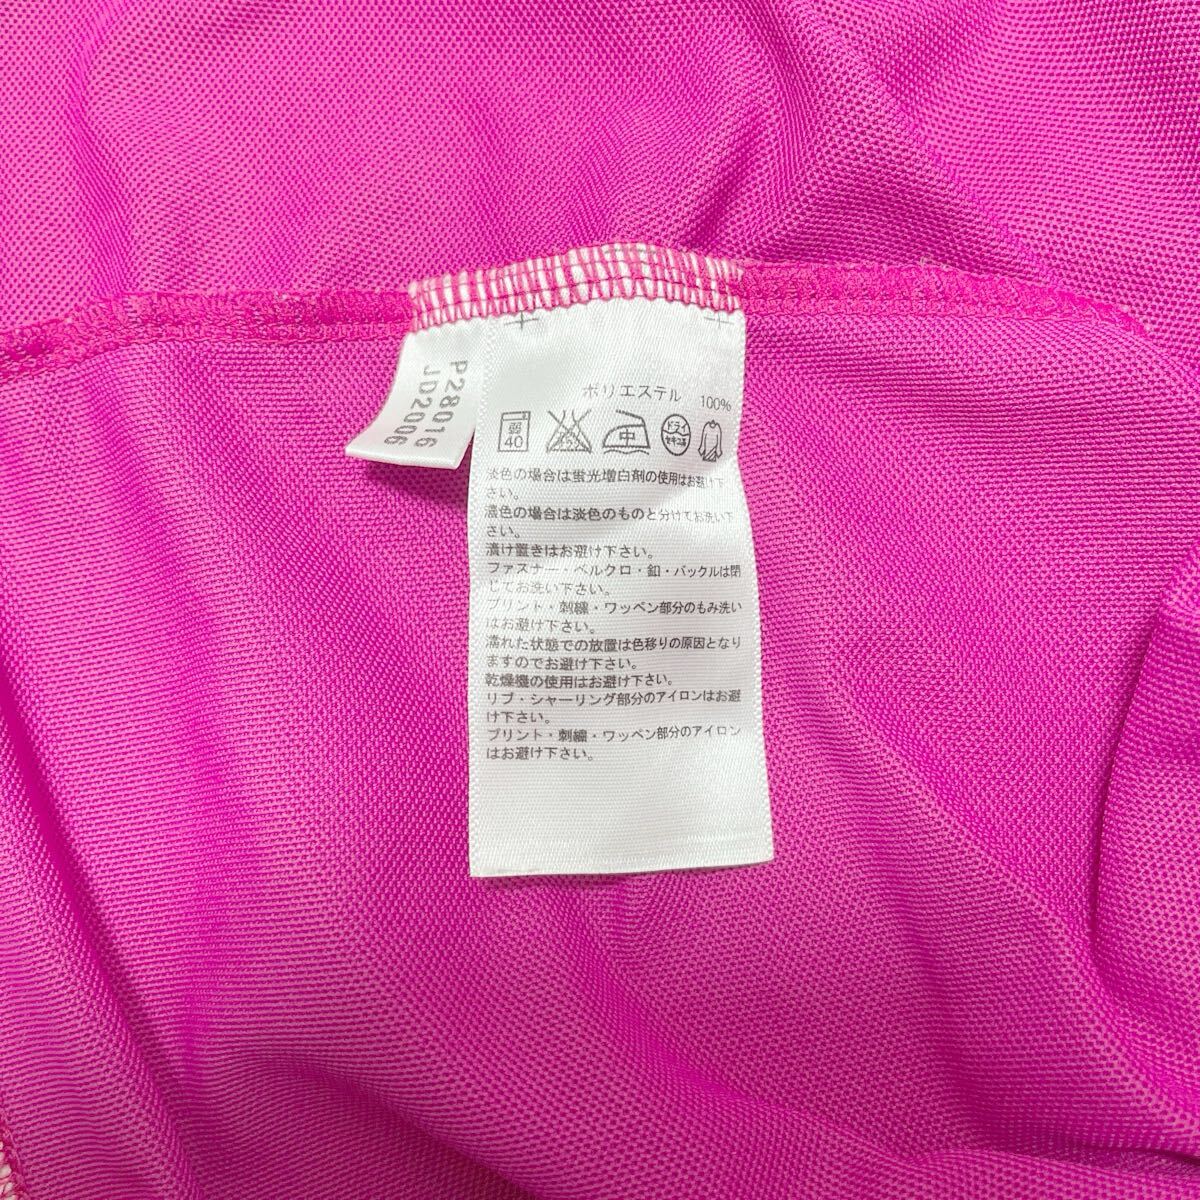 P28016
JD2006
ポリエステル 100%
弱
40
中
ドライ
セキユ系
淡色の場合は蛍光増白剤の使用はお避け下
さい。
濃色の場合は淡色のものと分けてお洗い下
さい。
漬け置きはお避け下さい。
ファスナー・ベルクロ・釦・バックルは閉
じてお洗い下さい。
プリント・刺繍・ワッペン部分のもみ洗い
はお避け下さい。
濡れた状態での放置は色移りの原因となり
ますのでお避け下さい。
乾燥機の使用はお避け下さい。
リブ・シャーリング部分のアイロンはお避
け下さい。
プリント・刺繍・ワッペン部分のアイロン
はお避け下さい。